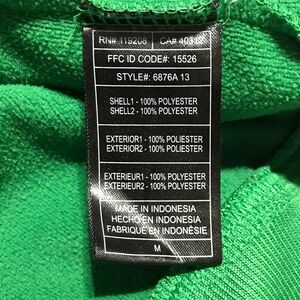 RN#: 119208 CA# 40312
FFC ID CODE#: 15526
STYLE#: 6876A 13
SHELL1 - 100% POLYESTER
SHELL2 - 100% POLYESTER
EXTERIOR1 - 100% POLIESTER
EXTERIOR2 - 100% POLIESTER
EXTERIEUR1 - 100% POLYESTER
EXTERIEUR2 - 100% POLYESTER
MADE IN INDONESIA
HECHO EN INDONESIA
FABRIQUÉ EN INDONÉSIE
M